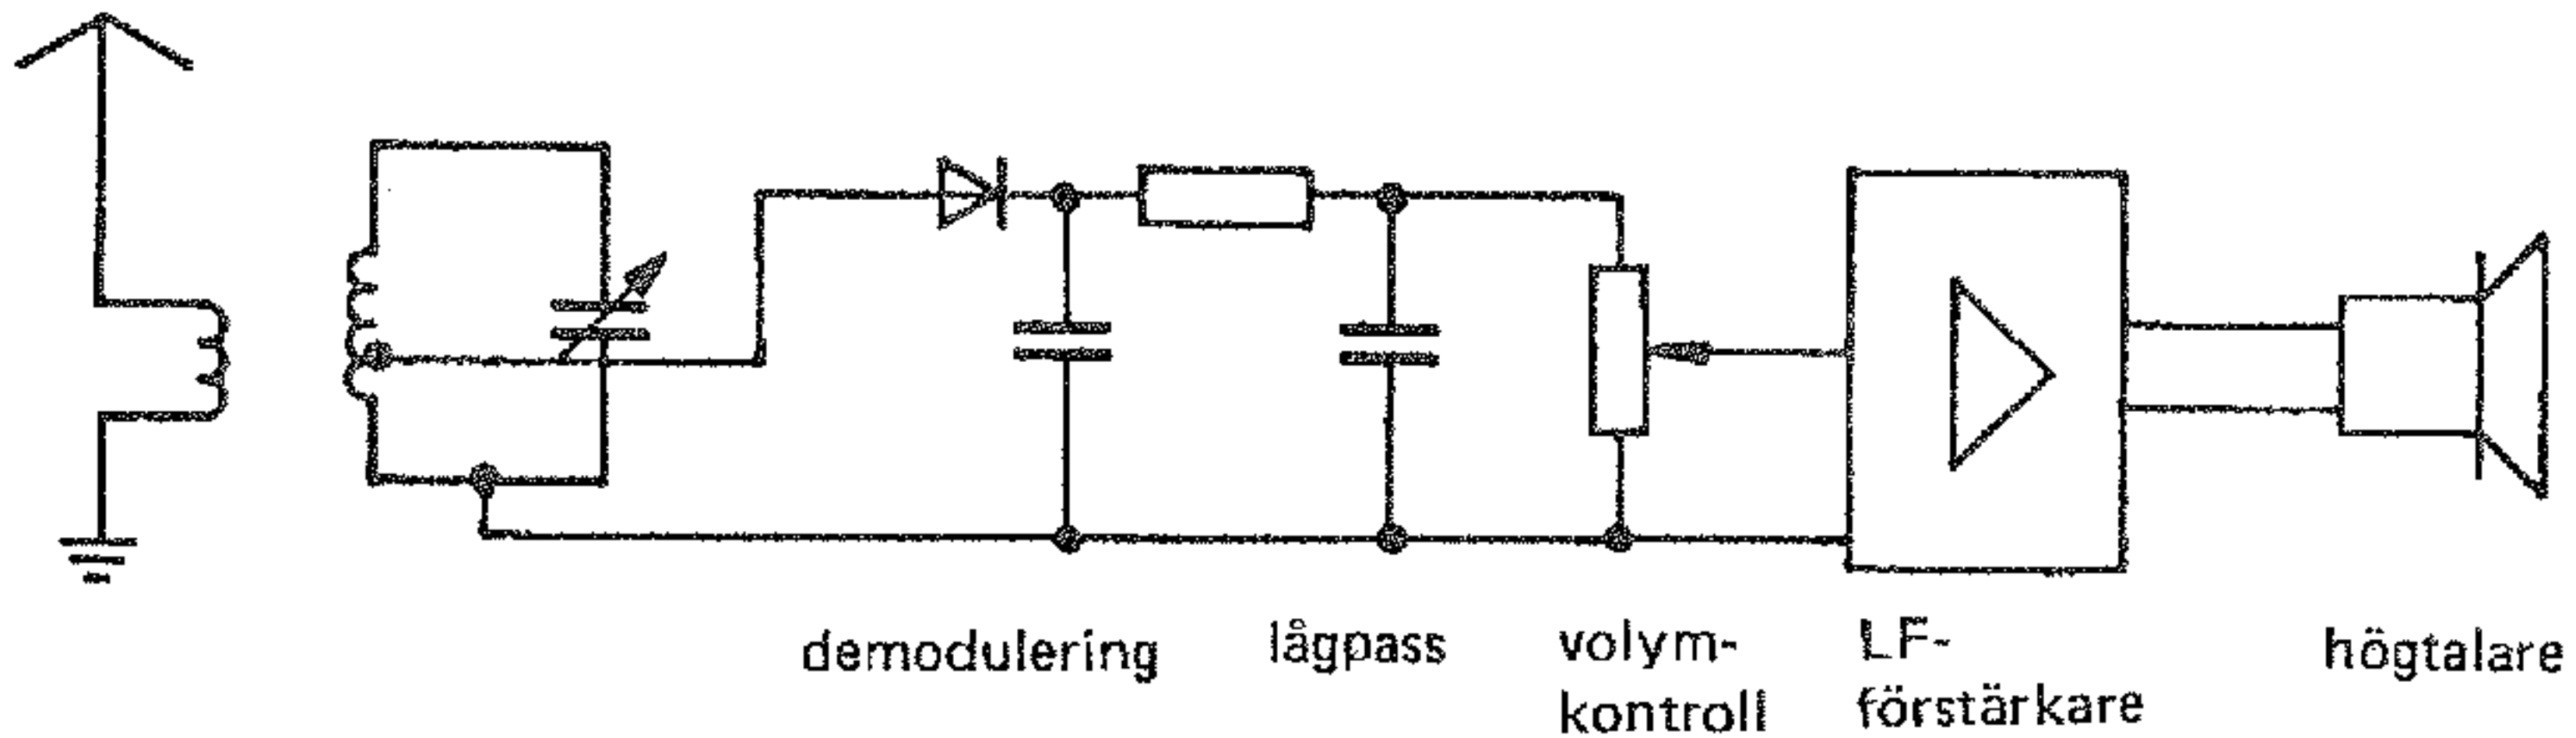 demodulering
lågpass
volym-
kontroll
LF-
förstärkare
högtalare